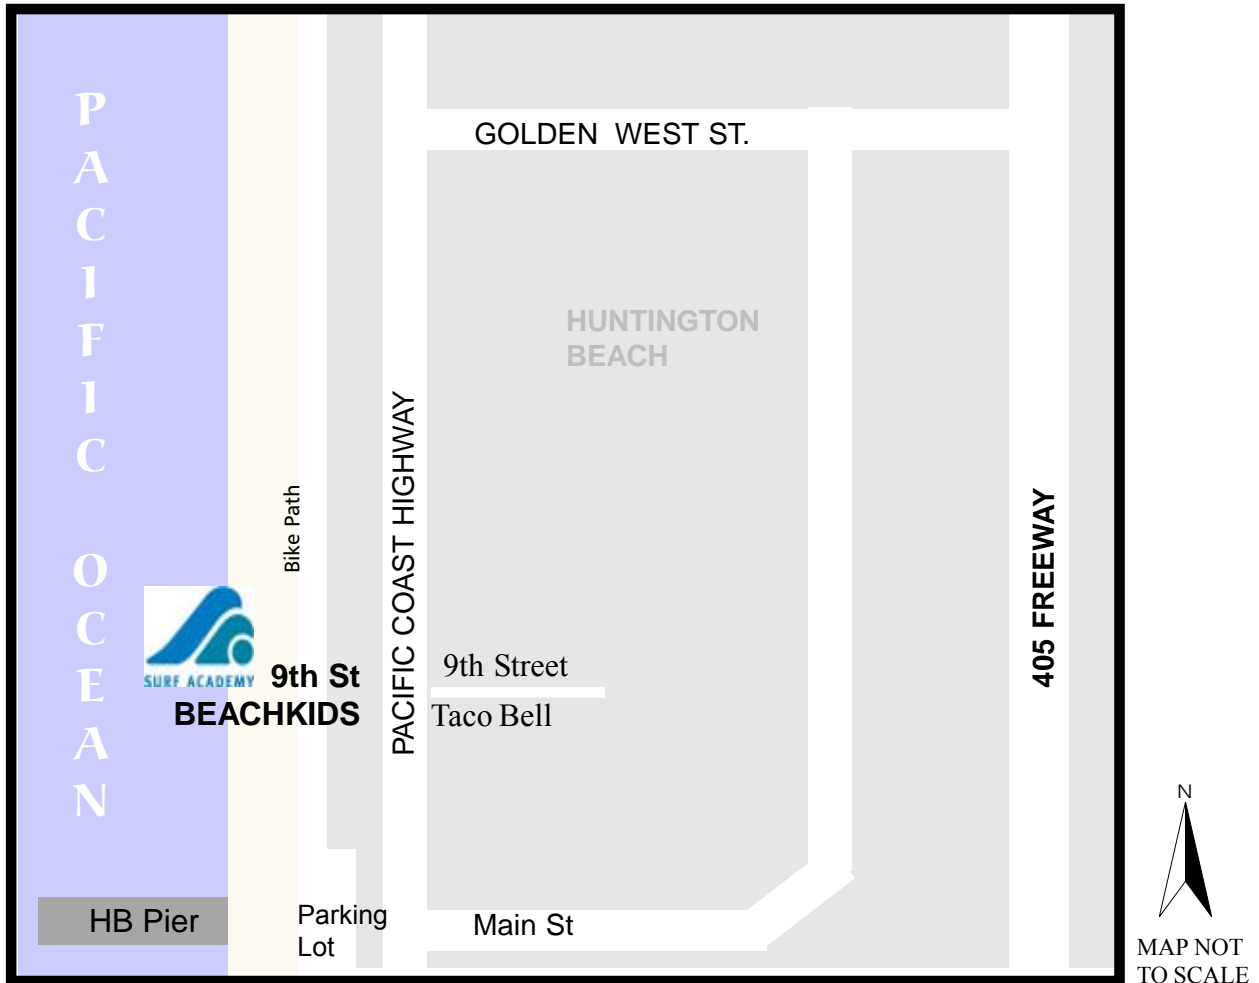 PACIFIC OCEAN
GOLDEN WEST ST.
HUNTINGTON
BEACH
PACIFIC COAST HIGHWAY
Bike Path
405 FREEWAY
SURF ACADEMY
9th St
BEACHKIDS
9th Street
Taco Bell
HB Pier
Parking
Lot
Main St
N
MAP NOT
TO SCALE